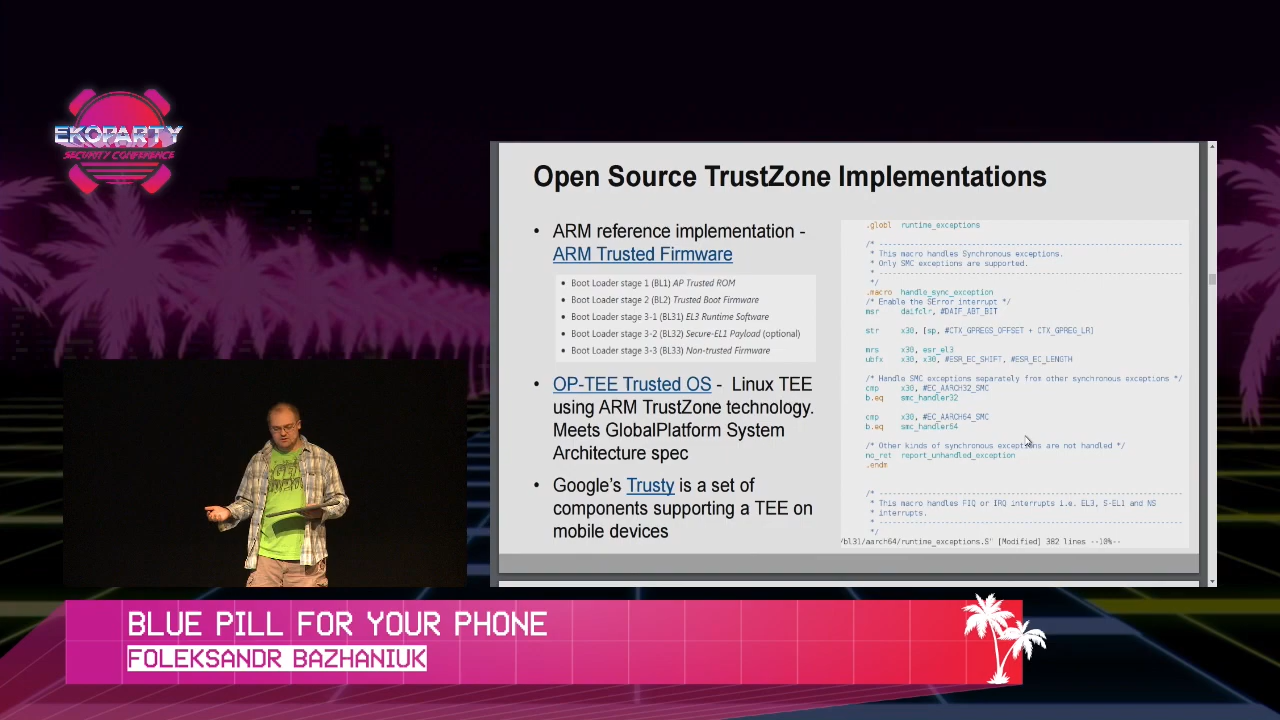 EKOPARTY
SECURITY CONFERENCE
Open Source TrustZone Implementations
• ARM reference implementation -
ARM Trusted Firmware
• Boot Loader stage 1 (BL1) AP Trusted ROM
• Boot Loader stage 2 (BL2) Trusted Boot Firmware
• Boot Loader stage 3-1 (BL31) EL3 Runtime Software
• Boot Loader stage 3-2 (BL32) Secure-EL1 Payload (optional)
• Boot Loader stage 3-3 (BL33) Non-trusted Firmware
• OP-TEE Trusted OS - Linux TEE
using ARM TrustZone technology.
Meets GlobalPlatform System
Architecture spec
• Google's Trusty is a set of
components supporting a TEE on
mobile devices
.globl runtime_exceptions
/* ---------------------------------------------------------------
* This macro handles Synchronous exceptions.
* Only SMC exceptions are supported.
* ---------------------------------------------------------------
*/
.macro handle_sync_exception
/* Enable the SError interrupt */
msr daifclr, #DAIF_ABT_BIT
str x30, [sp, #CTX_GPREGS_OFFSET + CTX_GPREG_LR]
mrs x30, esr_el3
ubfx x30, x30, #ESR_EC_SHIFT, #ESR_EC_LENGTH
/* Handle SMC exceptions separately from other synchronous exceptions */
cmp x30, #EC_AARCH32_SMC
b.eq smc_handler32
cmp x30, #EC_AARCH64_SMC
b.eq smc_handler64
/* Other kinds of synchronous exceptions are not handled */
no_ret report_unhandled_exception
.endm
/* ---------------------------------------------------------------
* This macro handles FIQ or IRQ interrupts i.e. EL3, S-EL1 and NS
* interrupts.
* ---------------------------------------------------------------
*/
/bl31/aarch64/runtime_exceptions.S" [Modified] 382 lines --10%--
BLUE PILL FOR YOUR PHONE
FOLEKSANDR BAZHANIUK